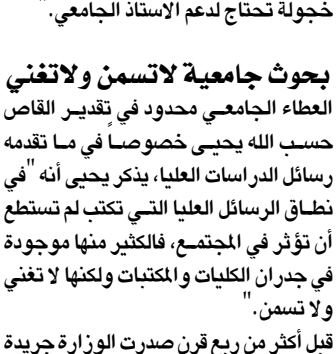 خجولة تحتاج لدعم الاستاذ الجامعي."
بحوث جامعية لاتسمن ولاتغني
العطاء الجامعي محدود في تقدير القاص
حسب الله يحيى خصوصاً في ما تقدمه
رسائل الدراسات العليا، يذكر يحيى أنه "في
نطاق الرسائل العليا التي تكتب لم تستطع
أن تؤثر في المجتمع، فالكثير منها موجودة
في جدران الكليات والمكتبات ولكنها لا تغني
ولا تسمن."
قبل أكثر من ربع قرن صدرت الوزارة جريدة